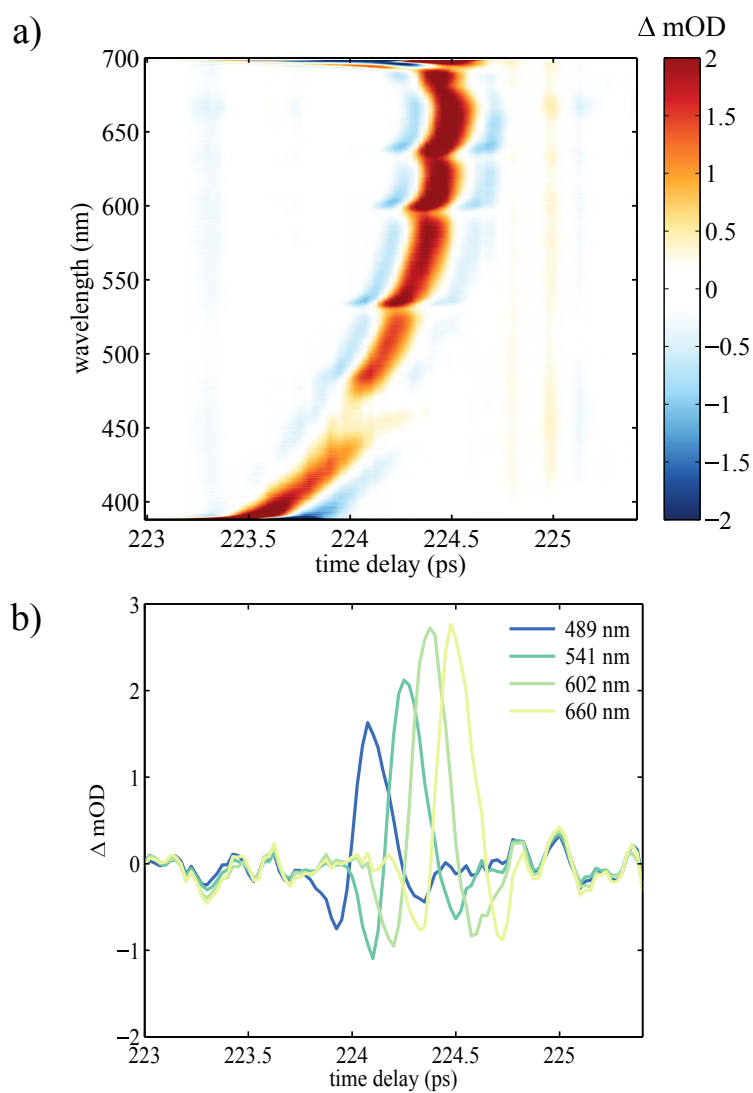 a)
Δ mOD
700
650
600
550
500
450
400
wavelength (nm)
223
223.5
224
224.5
225
time delay (ps)
2
1.5
1
0.5
0
−0.5
−1
−1.5
−2
b)
3
2
1
0
−1
−2
Δ mOD
489 nm
541 nm
602 nm
660 nm
223
223.5
224
224.5
225
time delay (ps)